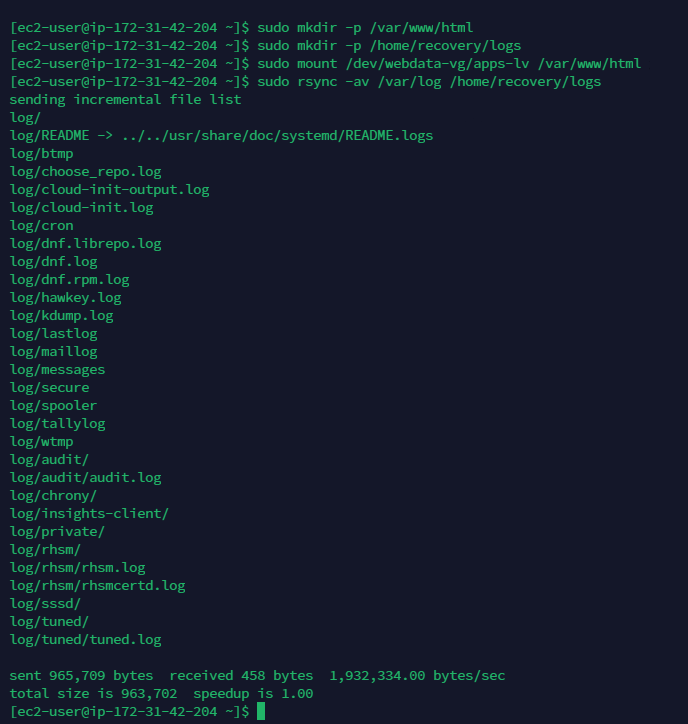 [ec2-user@ip-172-31-42-204 ~]$ sudo mkdir -p /var/www/html
[ec2-user@ip-172-31-42-204 ~]$ sudo mkdir -p /home/recovery/logs
[ec2-user@ip-172-31-42-204 ~]$ sudo mount /dev/webdata-vg/apps-lv /var/www/html
[ec2-user@ip-172-31-42-204 ~]$ sudo rsync -av /var/log /home/recovery/logs
sending incremental file list
log/
log/README -> ../../usr/share/doc/systemd/README.logs
log/btmp
log/choose_repo.log
log/cloud-init-output.log
log/cloud-init.log
log/cron
log/dnf.librepo.log
log/dnf.log
log/dnf.rpm.log
log/hawkey.log
log/kdump.log
log/lastlog
log/maillog
log/messages
log/secure
log/spooler
log/tallylog
log/wtmp
log/audit/
log/audit/audit.log
log/chrony/
log/insights-client/
log/private/
log/rhsm/
log/rhsm/rhsm.log
log/rhsm/rhsmcertd.log
log/sssd/
log/tuned/
log/tuned/tuned.log
sent 965,709 bytes  received 458 bytes  1,932,334.00 bytes/sec
total size is 963,702  speedup is 1.00
[ec2-user@ip-172-31-42-204 ~]$